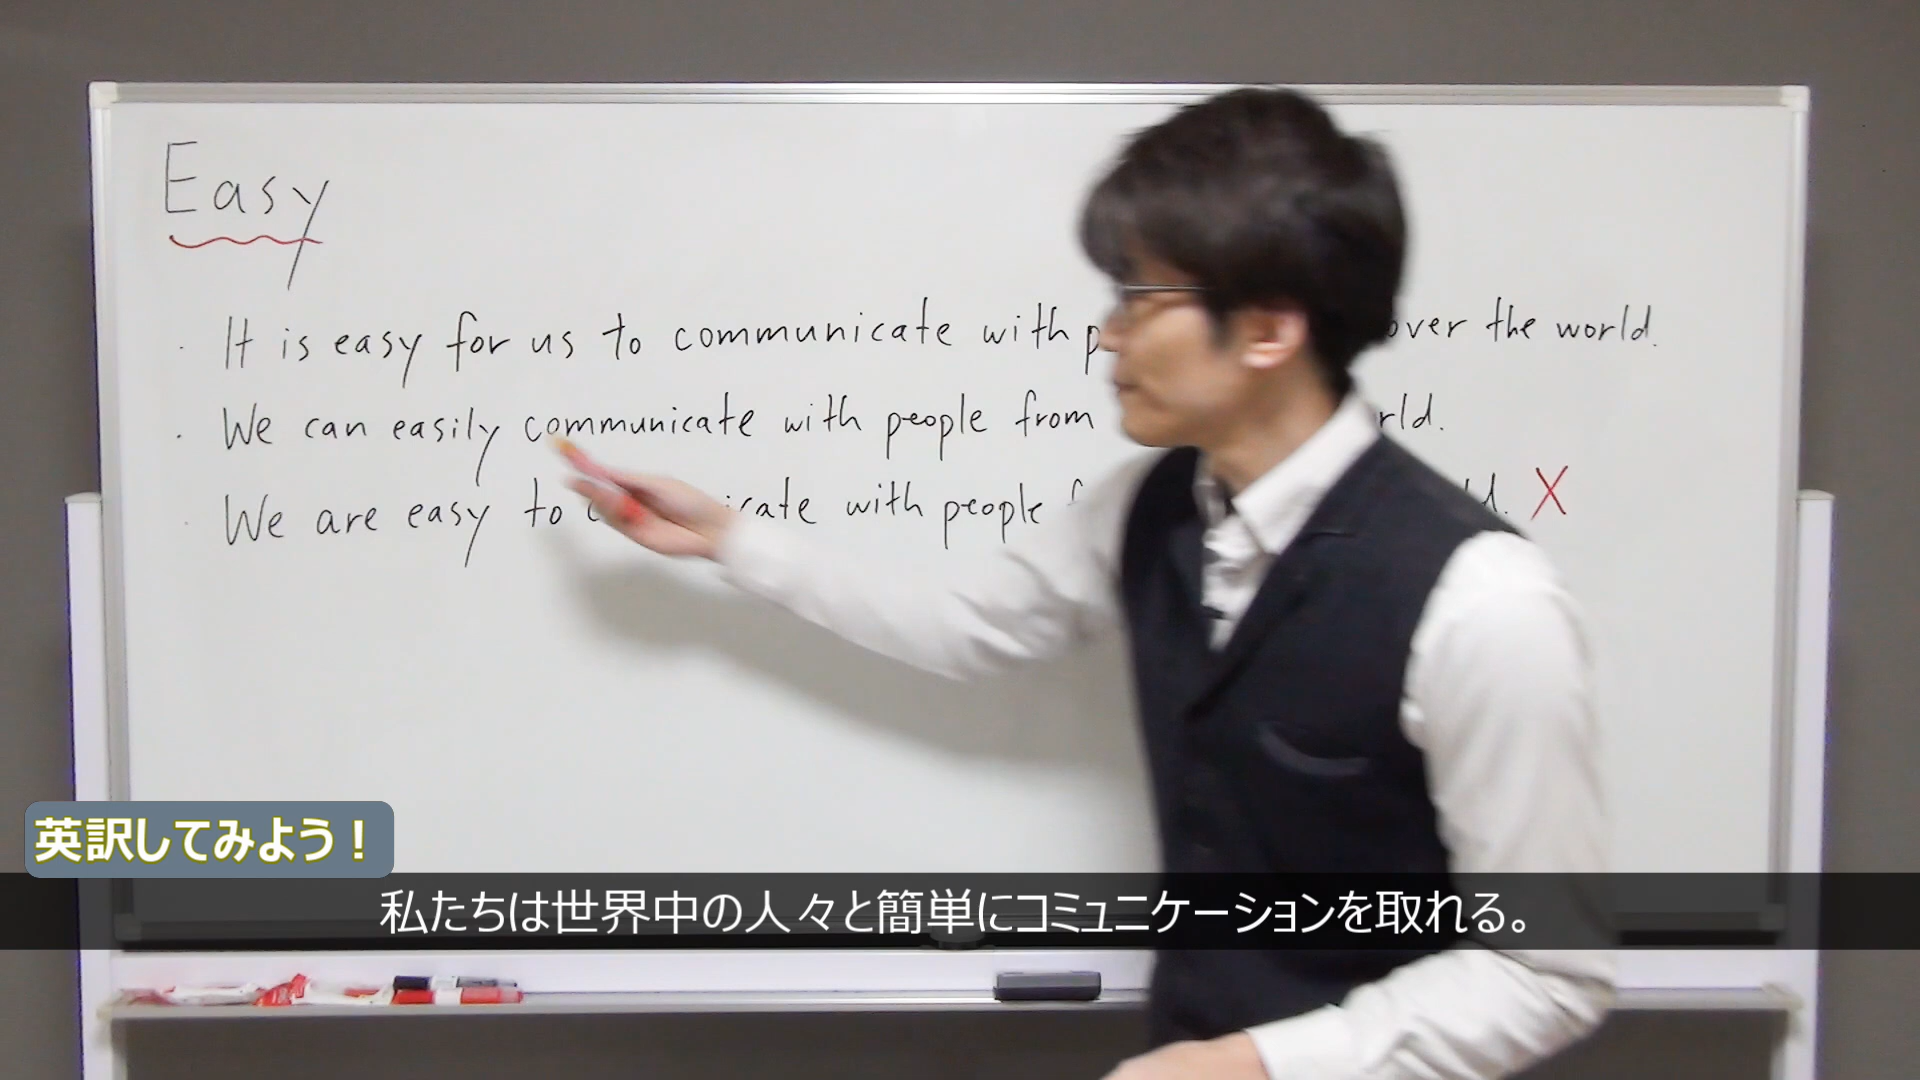 Easy
· It is easy for us to communicate with over the world.
· We can easily communicate with people from
· We are easy to with people X
英訳してみよう！
私たちは世界中の人々と簡単にコミュニケーションを取れる。